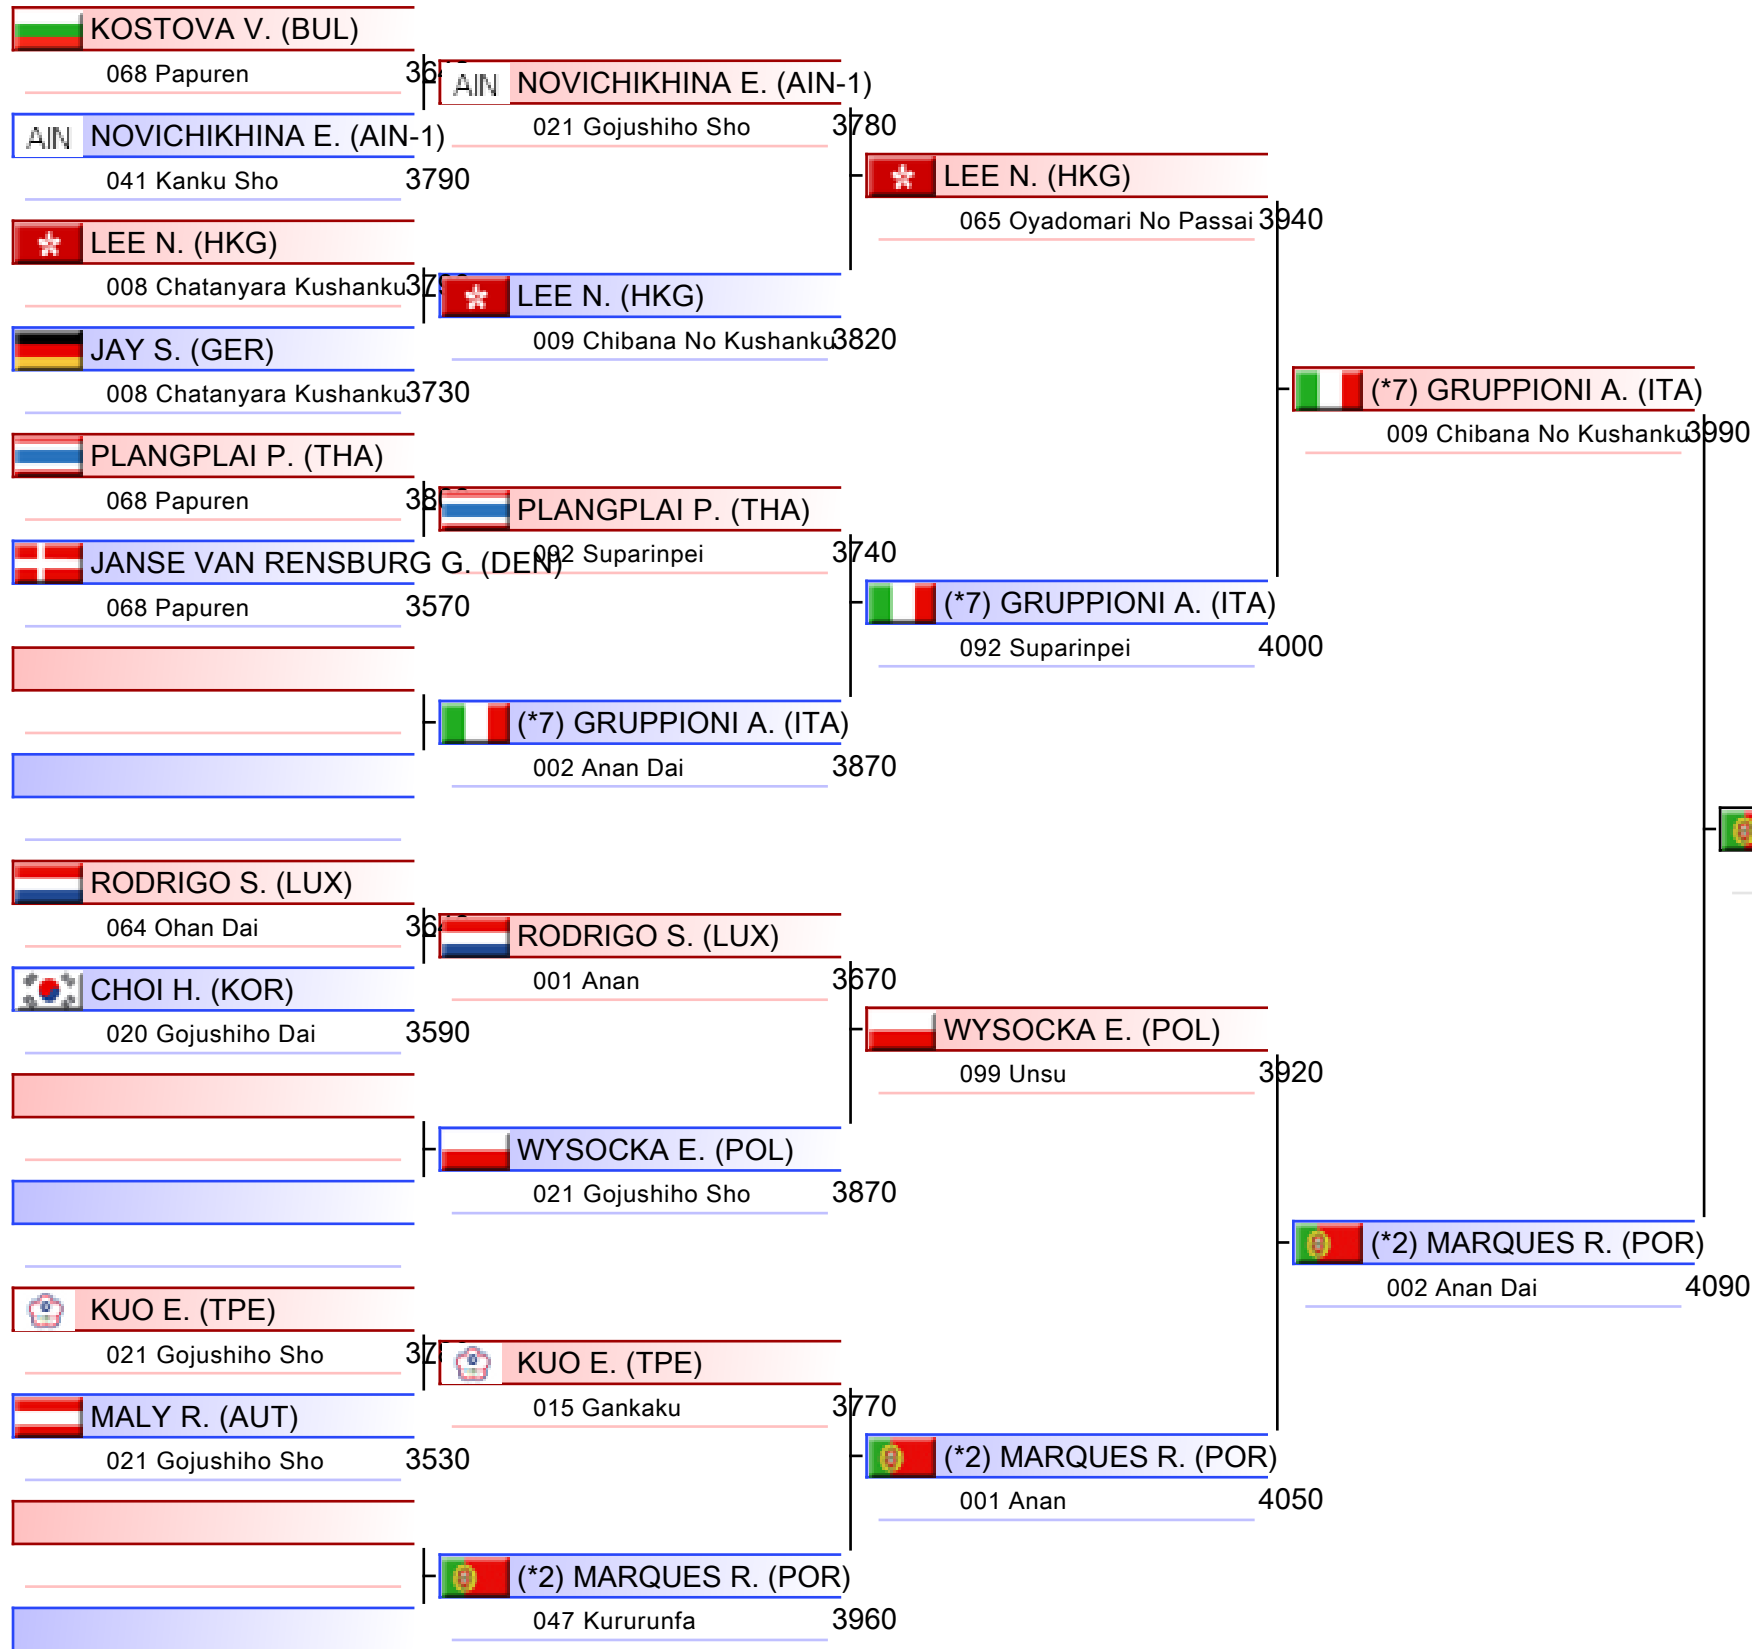 KOSTOVA V. (BUL)
068 Papuren
AIN NOVICHIKHINA E. (AIN-1)
041 Kanku Sho 3790
LEE N. (HKG)
008 Chatanyara Kushanku
JAY S. (GER)
008 Chatanyara Kushanku 3730
PLANGPLAI P. (THA)
068 Papuren
JANSE VAN RENSBURG G. (DEN)
068 Papuren 3570
RODRIGO S. (LUX)
064 Ohan Dai
CHOI H. (KOR)
020 Gojushiho Dai 3590
KUO E. (TPE)
021 Gojushiho Sho
MALY R. (AUT)
021 Gojushiho Sho 3530
AIN NOVICHIKHINA E. (AIN-1)
021 Gojushiho Sho 3780
LEE N. (HKG)
009 Chibana No Kushanku 3820
PLANGPLAI P. (THA)
092 Suparinpei 3740
(*7) GRUPPIONI A. (ITA)
002 Anan Dai 3870
RODRIGO S. (LUX)
001 Anan 3670
WYSOCKA E. (POL)
021 Gojushiho Sho 3870
KUO E. (TPE)
015 Gankaku 3770
(*2) MARQUES R. (POR)
047 Kururunfa 3960
LEE N. (HKG)
065 Oyadomari No Passai 3940
(*7) GRUPPIONI A. (ITA)
092 Suparinpei 4000
WYSOCKA E. (POL)
099 Unsu 3920
(*2) MARQUES R. (POR)
001 Anan 4050
(*7) GRUPPIONI A. (ITA)
009 Chibana No Kushanku 3990
(*2) MARQUES R. (POR)
002 Anan Dai 4090